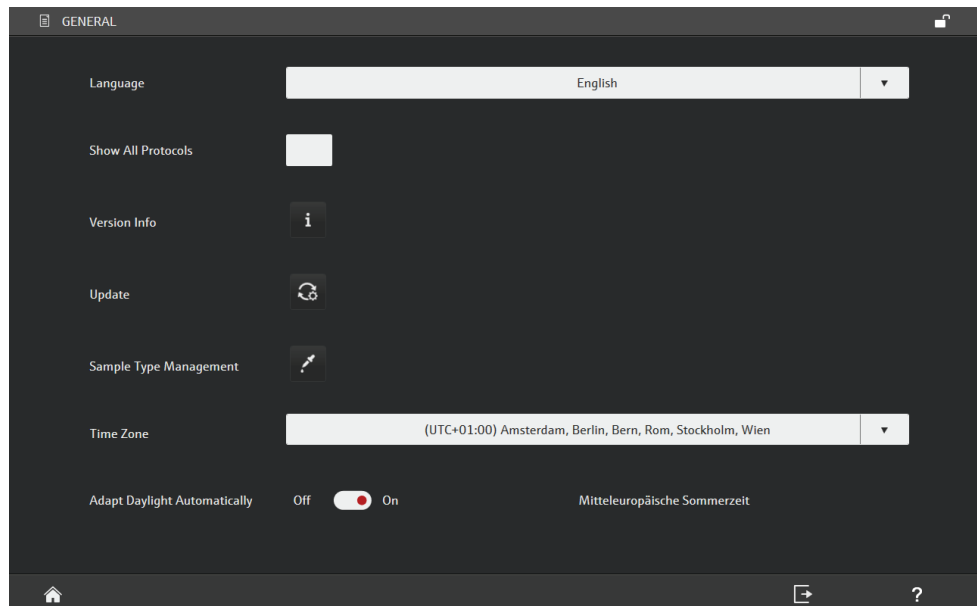 GENERAL
Language English
Show All Protocols
Version Info i
Update
Sample Type Management
Time Zone (UTC+01:00) Amsterdam, Berlin, Bern, Rom, Stockholm, Wien
Adapt Daylight Automatically Off On Mitteleuropäische Sommerzeit
?